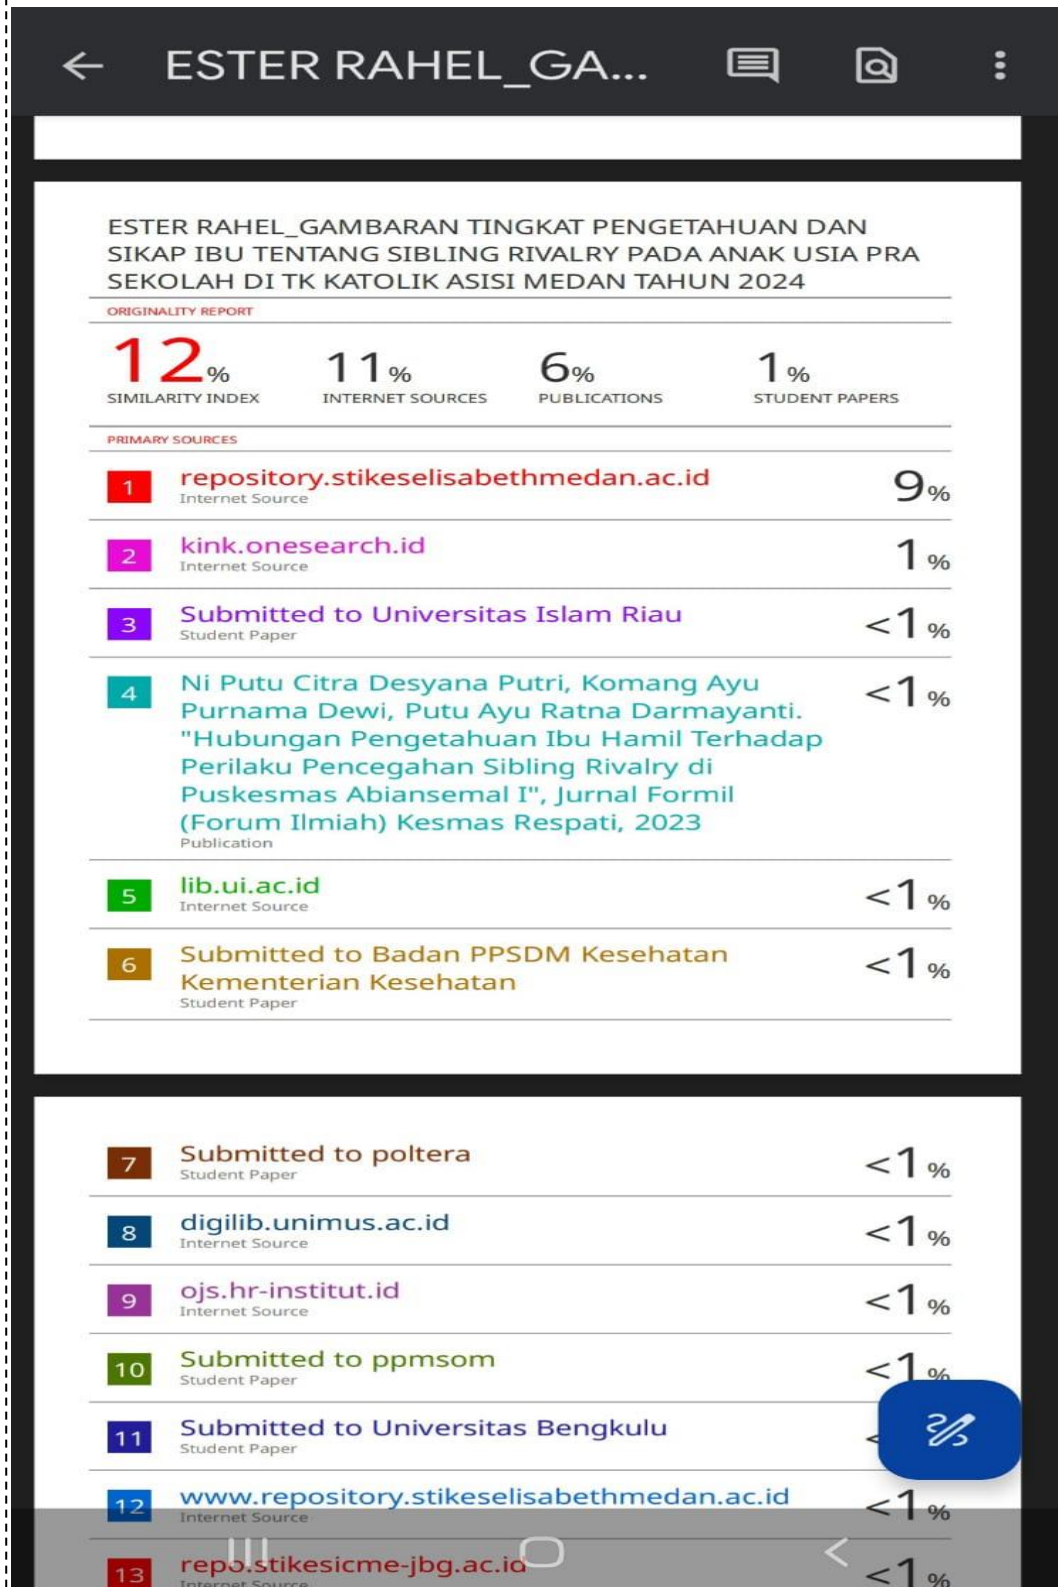 ESTER RAHEL_GA...
ESTER RAHEL_GAMBARAN TINGKAT PENGETAHUAN DAN
SIKAP IBU TENTANG SIBLING RIVALRY PADA ANAK USIA PRA
SEKOLAH DI TK KATOLIK ASISI MEDAN TAHUN 2024
ORIGINALITY REPORT
12% 11% 6% 1%
SIMILARITY INDEX INTERNET SOURCES PUBLICATIONS STUDENT PAPERS
PRIMARY SOURCES
1 repository.stikeselisabethmedan.ac.id 9%
Internet Source
2 kink.onesearch.id 1%
Internet Source
3 Submitted to Universitas Islam Riau <1%
Student Paper
4 Ni Putu Citra Desyana Putri, Komang Ayu <1%
Purnama Dewi, Putu Ayu Ratna Darmayanti.
"Hubungan Pengetahuan Ibu Hamil Terhadap
Perilaku Pencegahan Sibling Rivalry di
Puskesmas Abiansemal I", Jurnal Formil
(Forum Ilmiah) Kesmas Respati, 2023
Publication
5 lib.ui.ac.id <1%
Internet Source
6 Submitted to Badan PPSDM Kesehatan <1%
Kementerian Kesehatan
Student Paper
7 Submitted to poltera <1%
Student Paper
8 digilib.unimus.ac.id <1%
Internet Source
9 ojs.hr-institut.id <1%
Internet Source
10 Submitted to ppmsom <1%
Student Paper
11 Submitted to Universitas Bengkulu <
Student Paper
12 www.repository.stikeselisabethmedan.ac.id <1%
Internet Source
13 repo.stikesicme-jbg.ac.id <1%
Internet Source